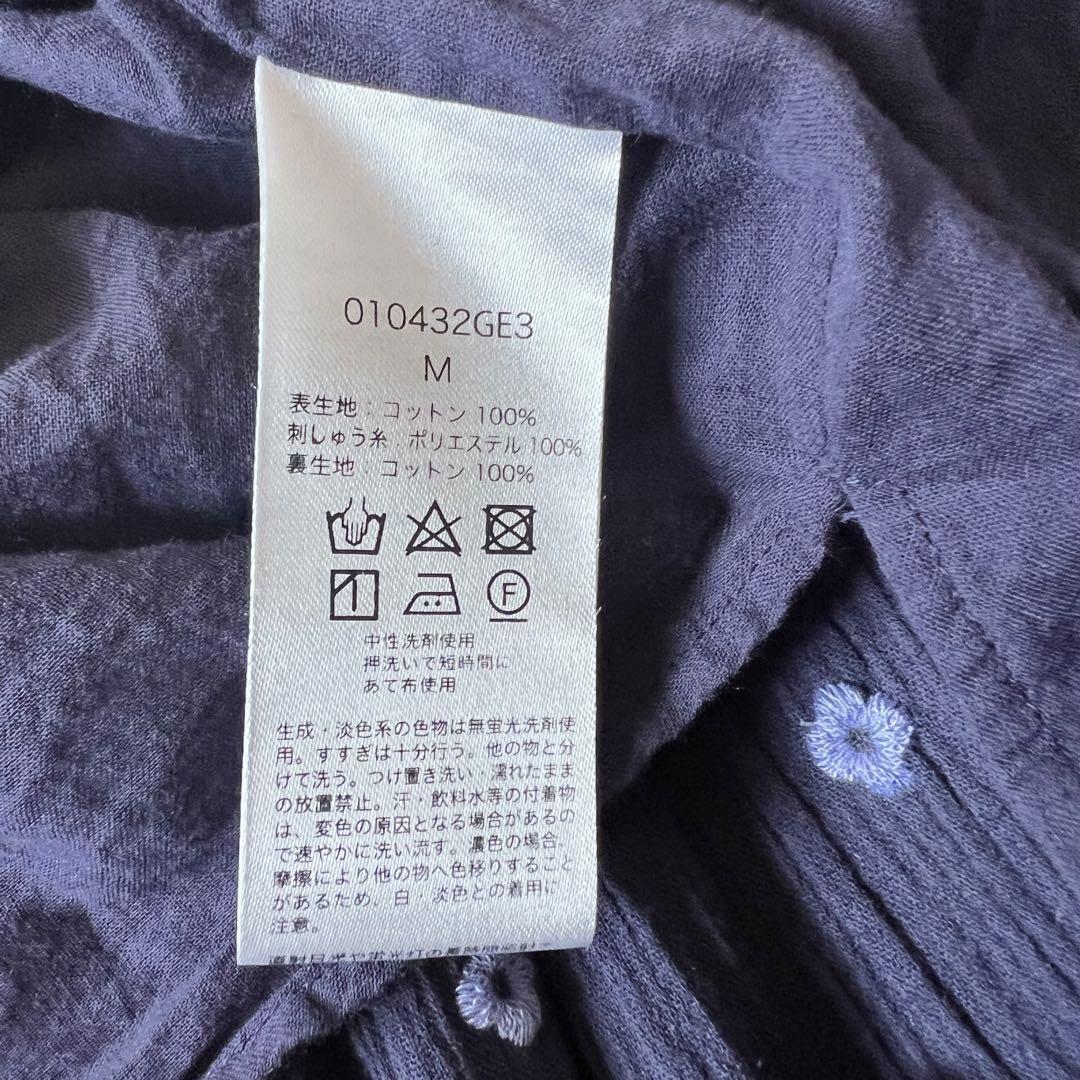 010432GE3
M
表生地：コットン 100%
刺しゅう糸：ポリエステル 100%
裏生地：コットン 100%
F
中性洗剤使用
押洗いで短時間に
あて布使用
生成・淡色系の色物は無蛍光洗剤使
用。すすぎは十分行う。他の物と分
けて洗う。つけ置き洗い・濡れたまま
の放置禁止。汗・飲料水等の付着物
は、変色の原因となる場合があるの
で速やかに洗い流す。濃色の場合、
摩擦により他の物へ色移りすること
があるため、白・淡色との着用に
注意。